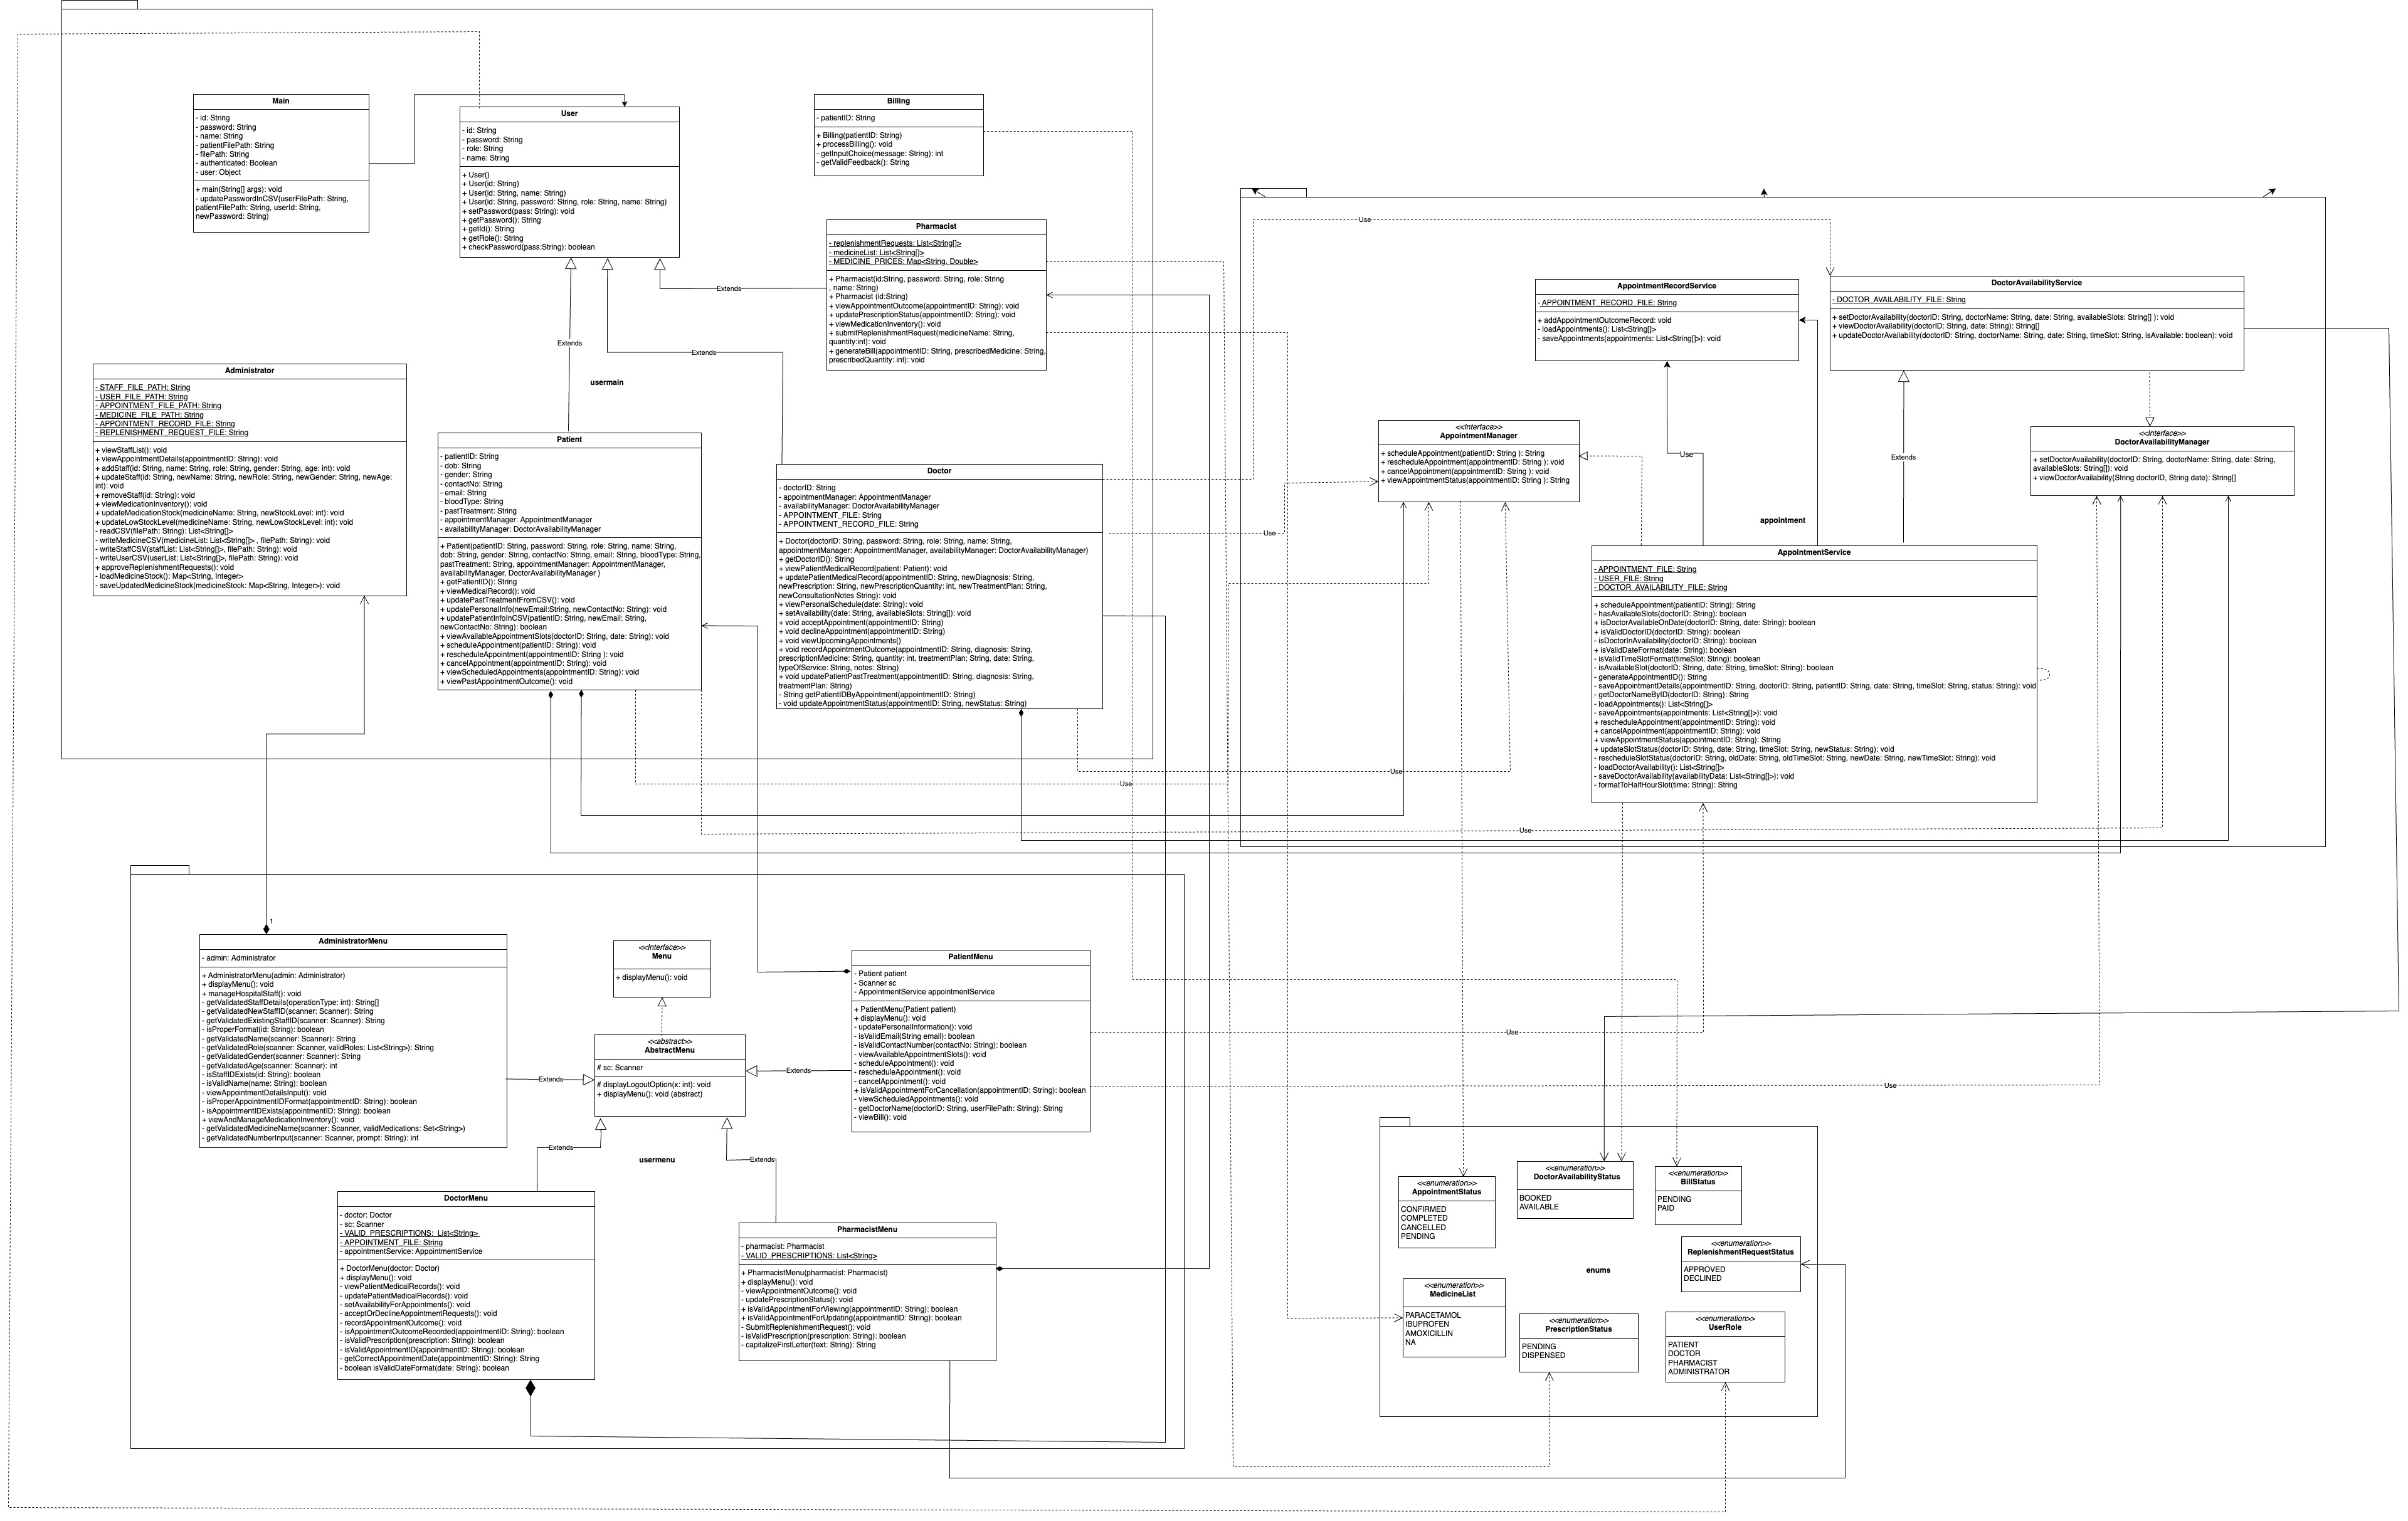 Main
- id: String
- password: String
- name: String
- patientFilePath: String
- filePath: String
- authenticated: Boolean
- user: Object
+ main(String[] args): void
- updatePasswordInCSV(userFilePath: String,
patientFilePath: String, userId: String,
newPassword: String)
User
- id: String
- password: String
- role: String
- name: String
+ User()
+ User(id: String)
+ User(id: String, name: String)
+ User(id: String, password: String, role: String, name: String)
+ setPassword(pass: String): void
+ getPassword(): String
+ getId(): String
+ getRole(): String
+ checkPassword(pass:String): boolean
Billing
- patientID: String
+ Billing(patientID: String)
+ processBilling(): void
- getInputChoice(message: String): int
- getValidFeedback(): String
Pharmacist
- replenishmentRequests: List<String[]>
- medicineList: List<String[]>
- MEDICINE_PRICES: Map<String, Double>
+ Pharmacist(id:String, password: String, role: String
, name: String)
+ Pharmacist (id:String)
+ viewAppointmentOutcome(appointmentID: String): void
+ updatePrescriptionStatus(appointmentID: String): void
+ viewMedicationInventory(): void
+ submitReplenishmentRequest(medicineName: String,
quantity:int): void
+ generateBill(appointmentID: String, prescribedMedicine: String,
prescribedQuantity: int): void
Extends
Extends
Extends
usermain
Administrator
- STAFF_FILE_PATH: String
- USER_FILE_PATH: String
- APPOINTMENT_FILE_PATH: String
- MEDICINE_FILE_PATH: String
- APPOINTMENT_RECORD_FILE: String
- REPLENISHMENT_REQUEST_FILE: String
+ viewStaffList(): void
+ viewAppointmentDetails(appointmentID: String): void
+ addStaff(id: String, name: String, role: String, gender: String, age: int): void
+ updateStaff(id: String, newName: String, newRole: String, newGender: String, newAge:
int): void
+ removeStaff(id: String): void
+ viewMedicationInventory(): void
+ updateMedicationStock(medicineName: String, newStockLevel: int): void
+ updateLowStockLevel(medicineName: String, newLowStockLevel: int): void
- readCSV(filePath: String): List<String[]>
- writeMedicineCSV(medicineList: List<String[]> , filePath: String): void
- writeStaffCSV(staffList: List<String[]>, filePath: String): void
- writeUserCSV(userList: List<String[]>, filePath: String): void
+ approveReplenishmentRequests(): void
- loadMedicineStock(): Map<String, Integer>
- saveUpdatedMedicineStock(medicineStock: Map<String, Integer>): void
Patient
- patientID: String
- dob: String
- gender: String
- contactNo: String
- email: String
- bloodType: String
- pastTreatment: String
- appointmentManager: AppointmentManager
- availabilityManager: DoctorAvailabilityManager
+ Patient(patientID: String, password: String, role: String, name: String,
dob: String, gender: String, contactNo: String, email: String, bloodType: String,
pastTreatment: String, appointmentManager: AppointmentManager,
availabilityManager, DoctorAvailabilityManager )
+ getPatientID(): String
+ viewMedicalRecord(): void
+ updatePastTreatmentFromCSV(): void
+ updatePersonalInfo(newEmail:String, newContactNo: String): void
+ updatePatientInfoInCSV(patientID: String, newEmail: String,
newContactNo: String): boolean
+ viewAvailableAppointmentSlots(doctorID: String, date: String): void
+ scheduleAppointment(patientID: String): void
+ rescheduleAppointment(appointmentID: String ): void
+ cancelAppointment(appointmentID: String): void
+ viewScheduledAppointments(appointmentID: String): void
+ viewPastAppointmentOutcome(): void
Doctor
- doctorID: String
- appointmentManager: AppointmentManager
- availabilityManager: DoctorAvailabilityManager
- APPOINTMENT_FILE: String
- APPOINTMENT_RECORD_FILE: String
+ Doctor(doctorID: String, password: String, role: String, name: String,
appointmentManager: AppointmentManager, availabilityManager: DoctorAvailabilityManager)
+ getDoctorID(): String
+ viewPatientMedicalRecord(patient: Patient): void
+ updatePatientMedicalRecord(appointmentID: String, newDiagnosis: String,
newPrescription: String, newPrescriptionQuantity: int, newTreatmentPlan: String,
newConsultationNotes String): void
+ viewPersonalSchedule(date: String): void
+ setAvailability(date: String, availableSlots: String[]): void
+ void acceptAppointment(appointmentID: String)
+ void declineAppointment(appointmentID: String)
+ void viewUpcomingAppointments()
+ void recordAppointmentOutcome(appointmentID: String, diagnosis: String,
prescriptionMedicine: String, quantity: int, treatmentPlan: String, date: String,
typeOfService: String, notes: String)
+ void updatePatientPastTreatment(appointmentID: String, diagnosis: String,
treatmentPlan: String)
- String getPatientIDByAppointment(appointmentID: String)
- void updateAppointmentStatus(appointmentID: String, newStatus: String)
Use
Use
Use
Use
Use
Use
AppointmentRecordService
- APPOINTMENT_RECORD_FILE: String
+ addAppointmentOutcomeRecord: void
- loadAppointments(): List<String[]>
- saveAppointments(appointments: List<String[]>): void
DoctorAvailabilityService
- DOCTOR_AVAILABILITY_FILE: String
+ setDoctorAvailability(doctorID: String, doctorName: String, date: String, availableSlots: String[] ): void
+ viewDoctorAvailability(doctorID: String, date: String): String[]
+ updateDoctorAvailability(doctorID: String, doctorName: String, date: String, timeSlot: String, isAvailable: boolean): void
<<Interface>>
AppointmentManager
+ scheduleAppointment(patientID: String ): String)
+ rescheduleAppointment(appointmentID: String ): void
+ cancelAppointment(appointmentID: String ): void
+ viewAppointmentStatus(appointmentID: String ): String
<<Interface>>
DoctorAvailabilityManager
+ setDoctorAvailability(doctorID: String, doctorName: String, date: String,
availableSlots: String[]): void
+ viewDoctorAvailability(String doctorID, String date): String[]
Extends
appointment
AppointmentService
- APPOINTMENT_FILE: String
- USER_FILE: String
- DOCTOR_AVAILABILITY_FILE: String
+ scheduleAppointment(patientID: String): String
- hasAvailableSlots(doctorID: String): boolean
+ isDoctorAvailableOnDate(doctorID: String, date: String): boolean
+ isValidDoctorID(doctorID: String): boolean
- isDoctorInAvailability(doctorID: String): boolean
+ isValidDateFormat(date: String): boolean
- isValidTimeSlotFormat(timeSlot: String): boolean
- isAvailableSlot(doctorID: String, date: String, timeSlot: String): boolean
- generateAppointmentID(): String
- saveAppointmentDetails(appointmentID: String, doctorID: String, patientID: String, date: String, timeSlot: String, status: String): void
- getDoctorNameByID(doctorID: String): String
- loadAppointments(): List<String[]>
- saveAppointments(appointments: List<String[]>): void
+ rescheduleAppointment(appointmentID: String): void
+ cancelAppointment(appointmentID: String): void
+ viewAppointmentStatus(appointmentID: String): String
+ updateSlotStatus(doctorID: String, date: String, timeSlot: String, newStatus: String): void
- rescheduleSlotStatus(doctorID: String, oldDate: String, oldTimeSlot: String, newDate: String, newTimeSlot: String): void
- loadDoctorAvailability(): List<String[]>
- saveDoctorAvailability(availabilityData: List<String[]>): void
- formatToHalfHourSlot(time: String): String
1
AdministratorMenu
- admin: Administrator
+ AdministratorMenu(admin: Administrator)
+ displayMenu(): void
+ manageHospitalStaff(): void
- getValidatedStaffDetails(operationType: int): String[]
- getValidatedNewStaffID(scanner: Scanner): String
- getValidatedExistingStaffID(scanner: Scanner): String
- isProperFormat(id: String): boolean
- getValidatedName(scanner: Scanner): String
- getValidatedRole(scanner: Scanner, validRoles: List<String>): String
- getValidatedGender(scanner: Scanner): String
- getValidatedAge(scanner: Scanner): int
- isStaffIDExists(id: String): boolean
- isValidName(name: String): boolean
- viewAppointmentDetailsInput(): void
- isProperAppointmentIDFormat(appointmentID: String): boolean
- isAppointmentIDExists(appointmentID: String): boolean
+ viewAndManageMedicationInventory(): void
- getValidatedMedicineName(scanner: Scanner, validMedications: Set<String>)
- getValidatedNumberInput(scanner: Scanner, prompt: String): int
<<Interface>>
Menu
+ displayMenu(): void
<<abstract>>
AbstractMenu
# sc: Scanner
# displayLogoutOption(x: int): void
+ displayMenu(): void (abstract)
PatientMenu
- Patient patient
- Scanner sc
- AppointmentService appointmentService
+ PatientMenu(Patient patient)
+ displayMenu(): void
- updatePersonalInformation(): void
- isValidEmail(String email): boolean
- isValidContactNumber(contactNo: String): boolean
- viewAvailableAppointmentSlots(): void
- scheduleAppointment(): void
- rescheduleAppointment(): void
- cancelAppointment(): void
+ isValidAppointmentForCancellation(appointmentID: String): boolean
- viewScheduledAppointments(): void
- getDoctorName(doctorID: String, userFilePath: String): String
- viewBill(): void
Use
Use
Extends
Extends
Extends
Extends
usermenu
DoctorMenu
- doctor: Doctor
- sc: Scanner
- VALID_PRESCRIPTIONS: List<String>
- APPOINTMENT_FILE: String
- appointmentService: AppointmentService
+ DoctorMenu(doctor: Doctor)
+ displayMenu(): void
- viewPatientMedicalRecords(): void
- updatePatientMedicalRecords(): void
- setAvailabilityForAppointments(): void
- acceptOrDeclineAppointmentRequests(): void
- recordAppointmentOutcome(): void
- isAppointmentOutcomeRecorded(appointmentID: String): boolean
- isValidPrescription(prescription: String): boolean
- isValidAppointmentID(appointmentID: String): boolean
- getCorrectAppointmentDate(appointmentID: String): String
- boolean isValidDateFormat(date: String): boolean
PharmacistMenu
- pharmacist: Pharmacist
- VALID_PRESCRIPTIONS: List<String>
+ PharmacistMenu(pharmacist: Pharmacist)
+ displayMenu(): void
- viewAppointmentOutcome(): void
- updatePrescriptionStatus(): void
+ isValidAppointmentForViewing(appointmentID: String): boolean
+ isValidAppointmentForUpdating(appointmentID: String): boolean
- SubmitReplenishmentRequest(): void
- isValidPrescription(prescription: String): boolean
- capitalizeFirstLetter(text: String): String
<<enumeration>>
AppointmentStatus
CONFIRMED
COMPLETED
CANCELLED
PENDING
<<enumeration>>
DoctorAvailabilityStatus
BOOKED
AVAILABLE
<<enumeration>>
BillStatus
PENDING
PAID
<<enumeration>>
ReplenishmentRequestStatus
APPROVED
DECLINED
enums
<<enumeration>>
MedicineList
PARACETAMOL
IBUPROFEN
AMOXICILLIN
NA
<<enumeration>>
PrescriptionStatus
PENDING
DISPENSED
<<enumeration>>
UserRole
PATIENT
DOCTOR
PHARMACIST
ADMINISTRATOR